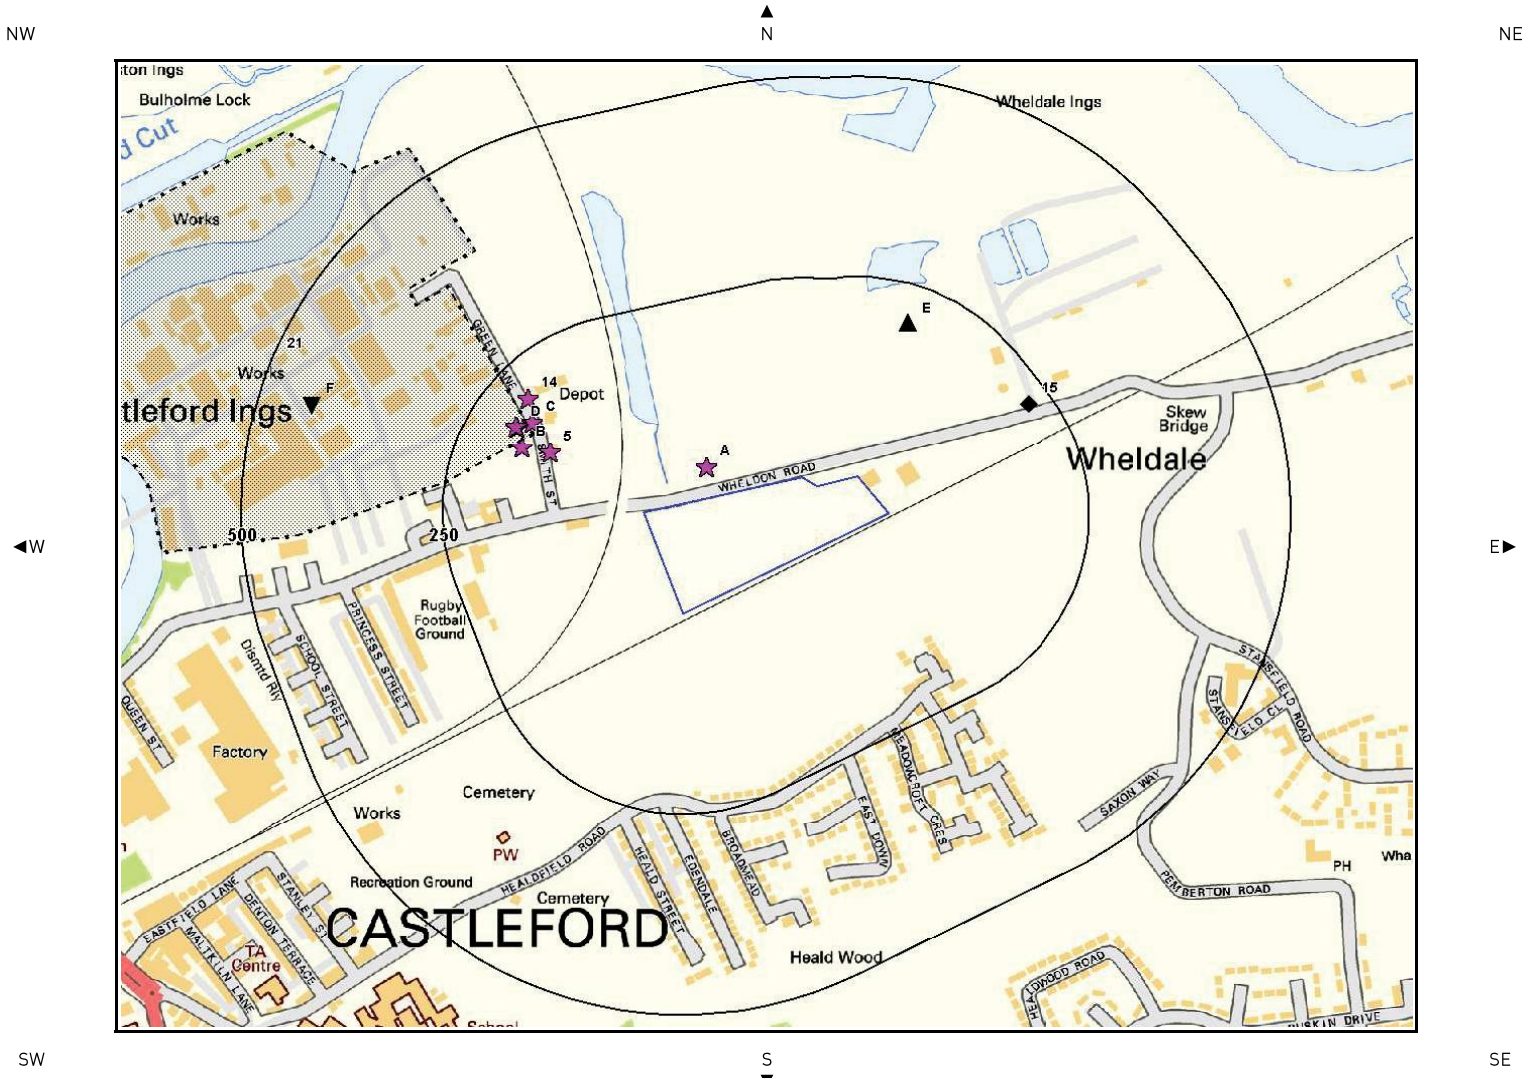 NW
N
NE
ston Ings
Bulholme Lock
Wheldale Ings
d Cut
Works
E
GREEN LANE
21
Works
F
14
Depot
15
tleford Ings
D
C
B
5
Skew
Bridge
A
Wheldale
WHELDON ROAD
500
250
W
E
PRINCESS STREET
Rugby
Football
Ground
SCHOOL STREET
Dismtd Rly
STANSFIELD ROAD
QUEEN ST
STANSFIELD CL
Factory
MEADOWCROFT CRES
Cemetery
SAXON WAY
Works
EAST DOWN
HEALDFIELD ROAD
BROADMEAD
PW
HEALD STREET
EDENDALE
Wha
PH
Recreation Ground
PEMBERTON ROAD
EASTFIELD LANE
STANLEY ST
DENTON TERRACE
Cemetery
CASTLEFORD
MALTKILN LANE
TA
Centre
Heald Wood
HEALDWOOD ROAD
School
RUSKIN DRIVE
SW
S
SE